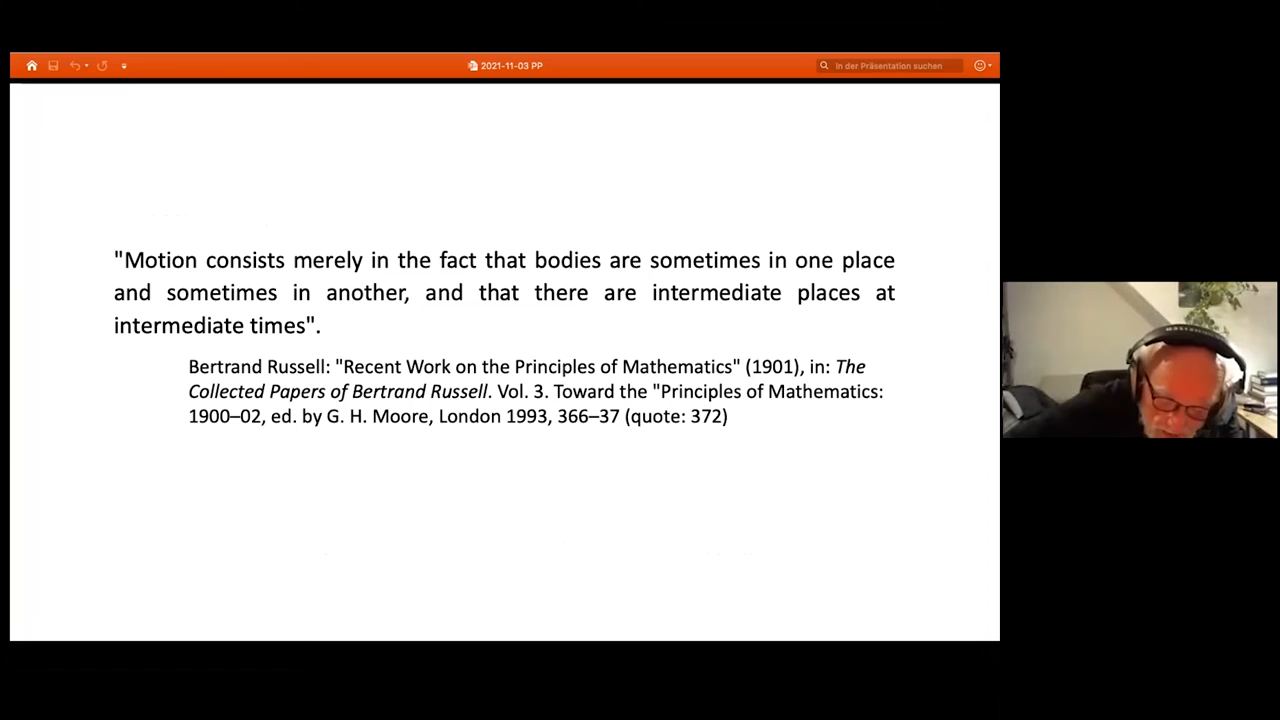 2021-11-03 PP
In der Präsentation suchen
"Motion consists merely in the fact that bodies are sometimes in one place
and sometimes in another, and that there are intermediate places at
intermediate times".
Bertrand Russell: "Recent Work on the Principles of Mathematics" (1901), in: The
Collected Papers of Bertrand Russell. Vol. 3. Toward the "Principles of Mathematics:
1900–02, ed. by G. H. Moore, London 1993, 366–37 (quote: 372)